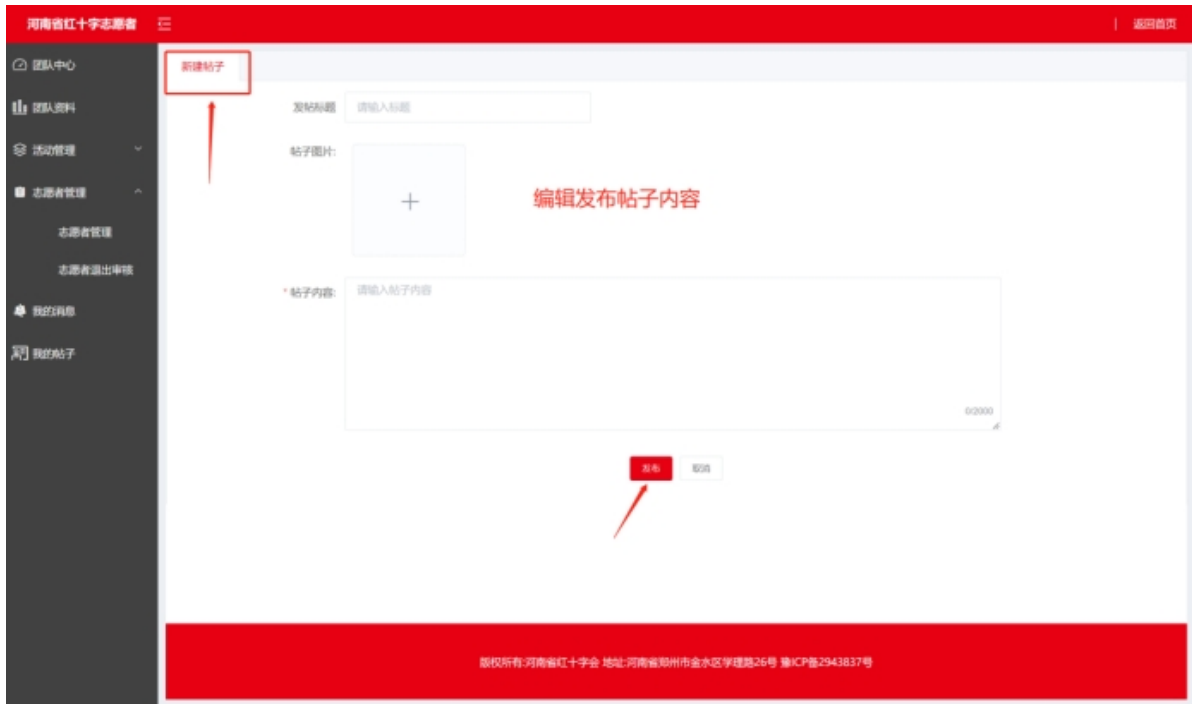 河南省红十字志愿者
返回首页
团队中心
团队资料
活动管理
志愿者管理
志愿者管理
志愿者退出审核
我的消息
我的帖子
新建帖子
发帖标题
请输入标题
帖子图片:
编辑发布帖子内容
* 帖子内容:
请输入帖子内容
0/2000
发布
取消
版权所有:河南省红十字会 地址:河南省郑州市金水区学理路26号 豫ICP备2943837号